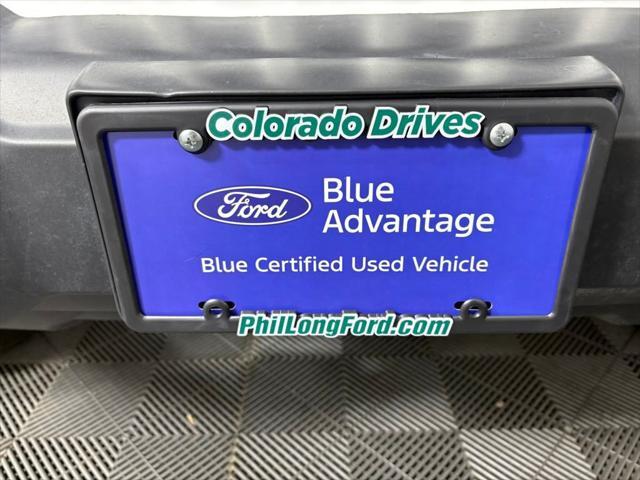 Colorado Drives
Ford
Blue
Advantage
Blue Certified Used Vehicle
PhilLongFord.com